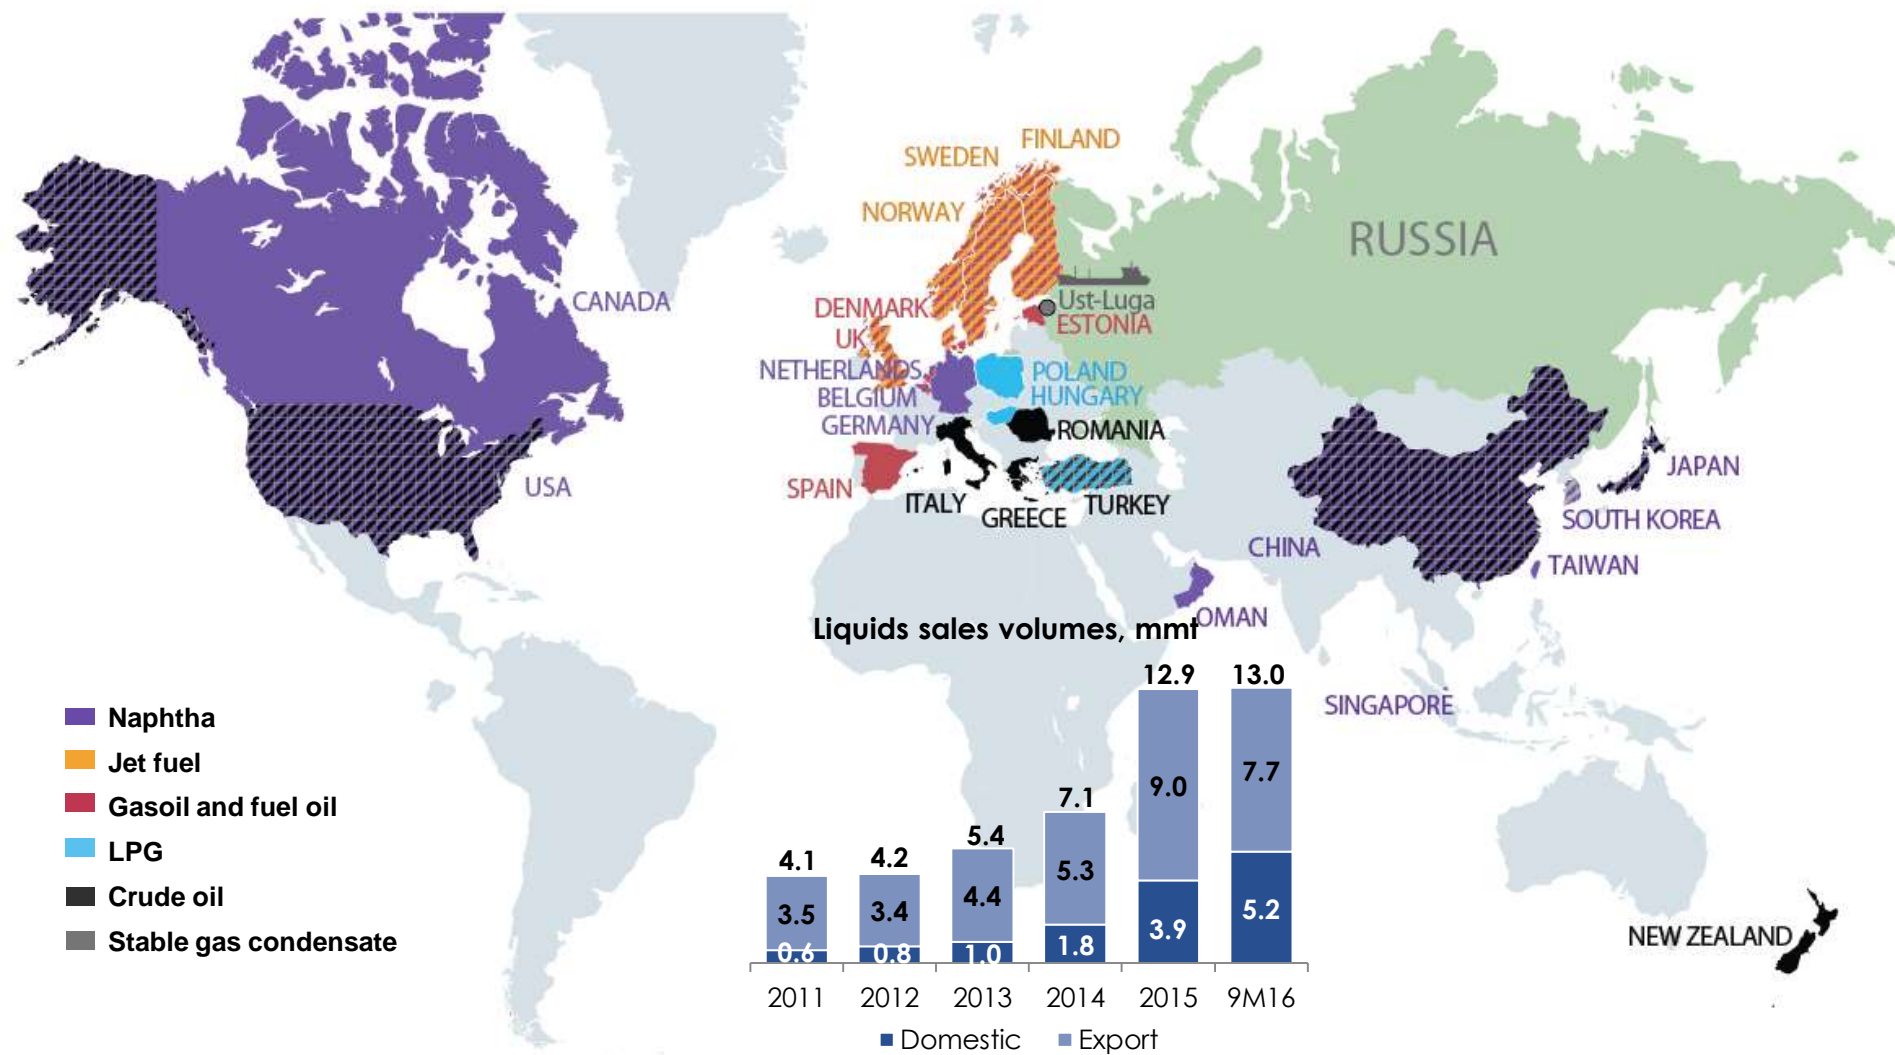 FINLAND
SWEDEN
NORWAY
RUSSIA
CANADA
DENMARK
Ust-Luga
ESTONIA
UK
NETHERLANDS
POLAND
BELGIUM
HUNGARY
GERMANY
ROMANIA
USA
SPAIN
ITALY
GREECE
TURKEY
JAPAN
SOUTH KOREA
CHINA
TAIWAN
OMAN
SINGAPORE
NEW ZEALAND
Naphtha
Jet fuel
Gasoil and fuel oil
LPG
Crude oil
Stable gas condensate
Liquids sales volumes, mmt
12.9 13.0
9.0 7.7
7.1
5.4 5.3
4.1 4.2
3.5 3.4 4.4
3.9 5.2
0.6 0.8 1.0 1.8
2011 2012 2013 2014 2015 9M16
Domestic Export